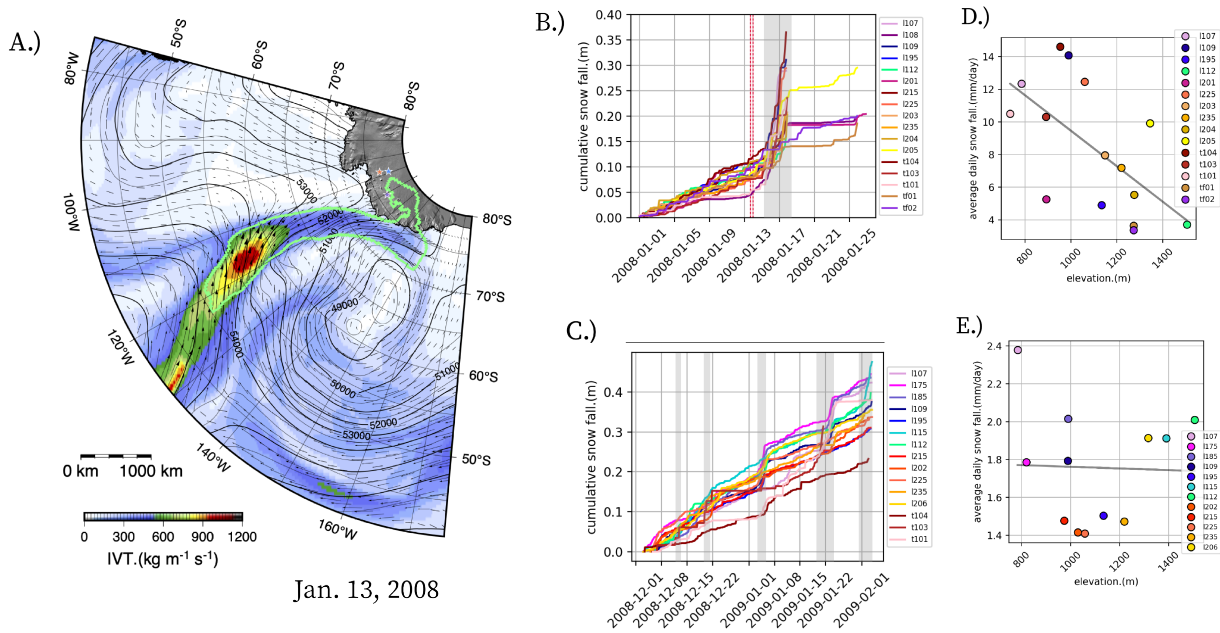 A.)
50°S
60°S
70°S
80°S
80°W
100°W
120°W
140°W
160°W
80°S
70°S
60°S
50°S
53000
52000
51000
49000
54000
50000
51000
52000
53000
0 km 1000 km
0 300 600 900 1200
IVT.(kg m⁻¹ s⁻¹)
Jan. 13, 2008
B.)
cumulative snow fall.(m)
0.40
0.35
0.30
0.25
0.20
0.15
0.10
0.05
0.00
2008-01-01
2008-01-05
2008-01-09
2008-01-13
2008-01-17
2008-01-21
2008-01-25
l107
l108
l109
l195
l112
l201
l215
l225
l203
l235
l204
l205
t104
t103
t101
tf01
tf02
C.)
cumulative snow fall.(m)
0.4
0.3
0.2
0.1
0.0
2008-12-01
2008-12-08
2008-12-15
2008-12-22
2009-01-01
2009-01-08
2009-01-15
2009-01-22
2009-02-01
l107
l175
l185
l109
l195
l115
l112
l215
l202
l225
l235
l206
t104
t103
t101
D.)
average daily snow fall.(mm/day)
14
12
10
8
6
4
800 1000 1200 1400
elevation.(m)
l107
l109
l195
l112
l201
l225
l203
l235
l204
l205
t104
t103
t101
tf01
tf02
E.)
average daily snow fall.(mm/day)
2.4
2.2
2.0
1.8
1.6
1.4
800 1000 1200 1400
elevation.(m)
l107
l175
l185
l109
l195
l115
l112
l202
l215
l225
l235
l206